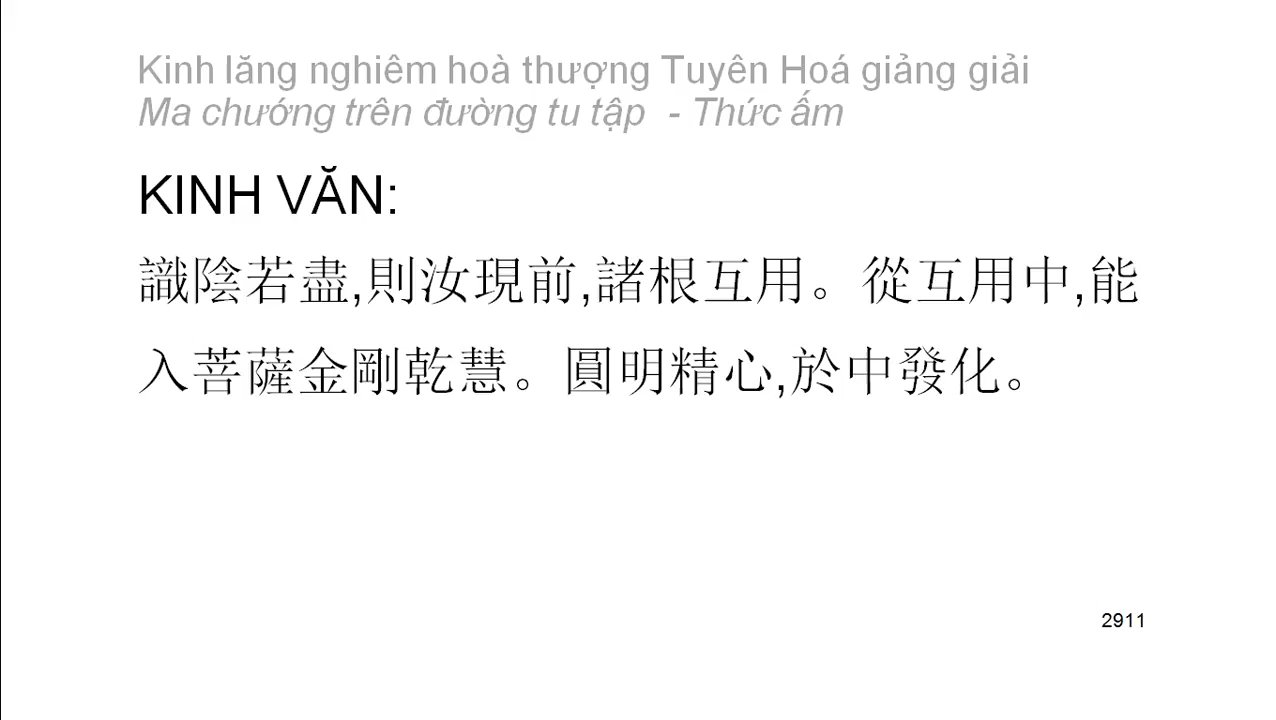 Kinh lăng nghiêm hoà thượng Tuyên Hoá giảng giải
Ma chướng trên đường tu tập - Thức ấm
KINH VĂN:
識陰若盡,則汝現前,諸根互用。從互用中,能
入菩薩金剛乾慧。圓明精心,於中發化。
2911